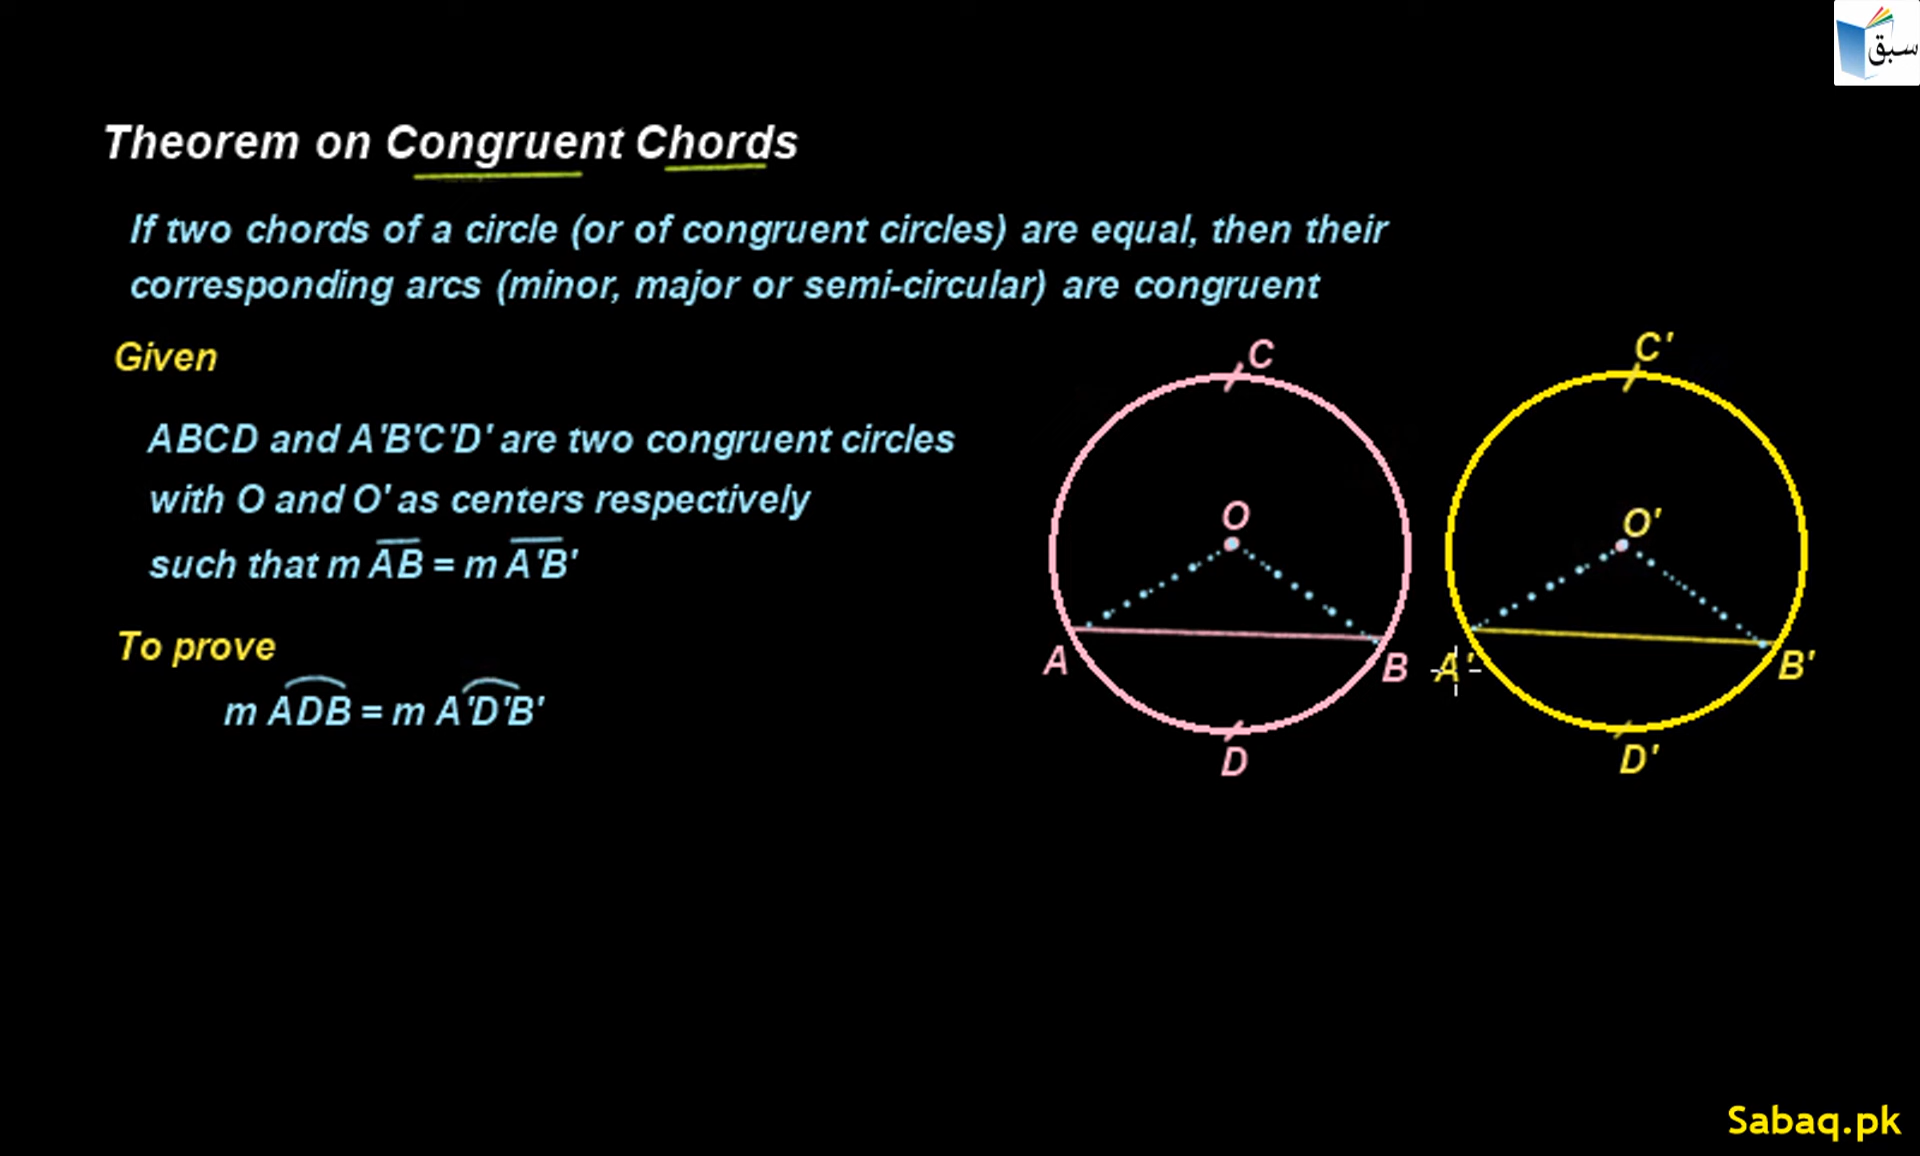 سبق
Theorem on Congruent Chords
If two chords of a circle (or of congruent circles) are equal, then their
corresponding arcs (minor, major or semi-circular) are congruent
Given
ABCD and A'B'C'D' are two congruent circles
with O and O' as centers respectively
such that m A̅B̅ = m A̅'B̅'
To prove
m ADB = m A'D'B'
C
O
A
B
D
C'
O'
A'
B'
D'
Sabaq.pk